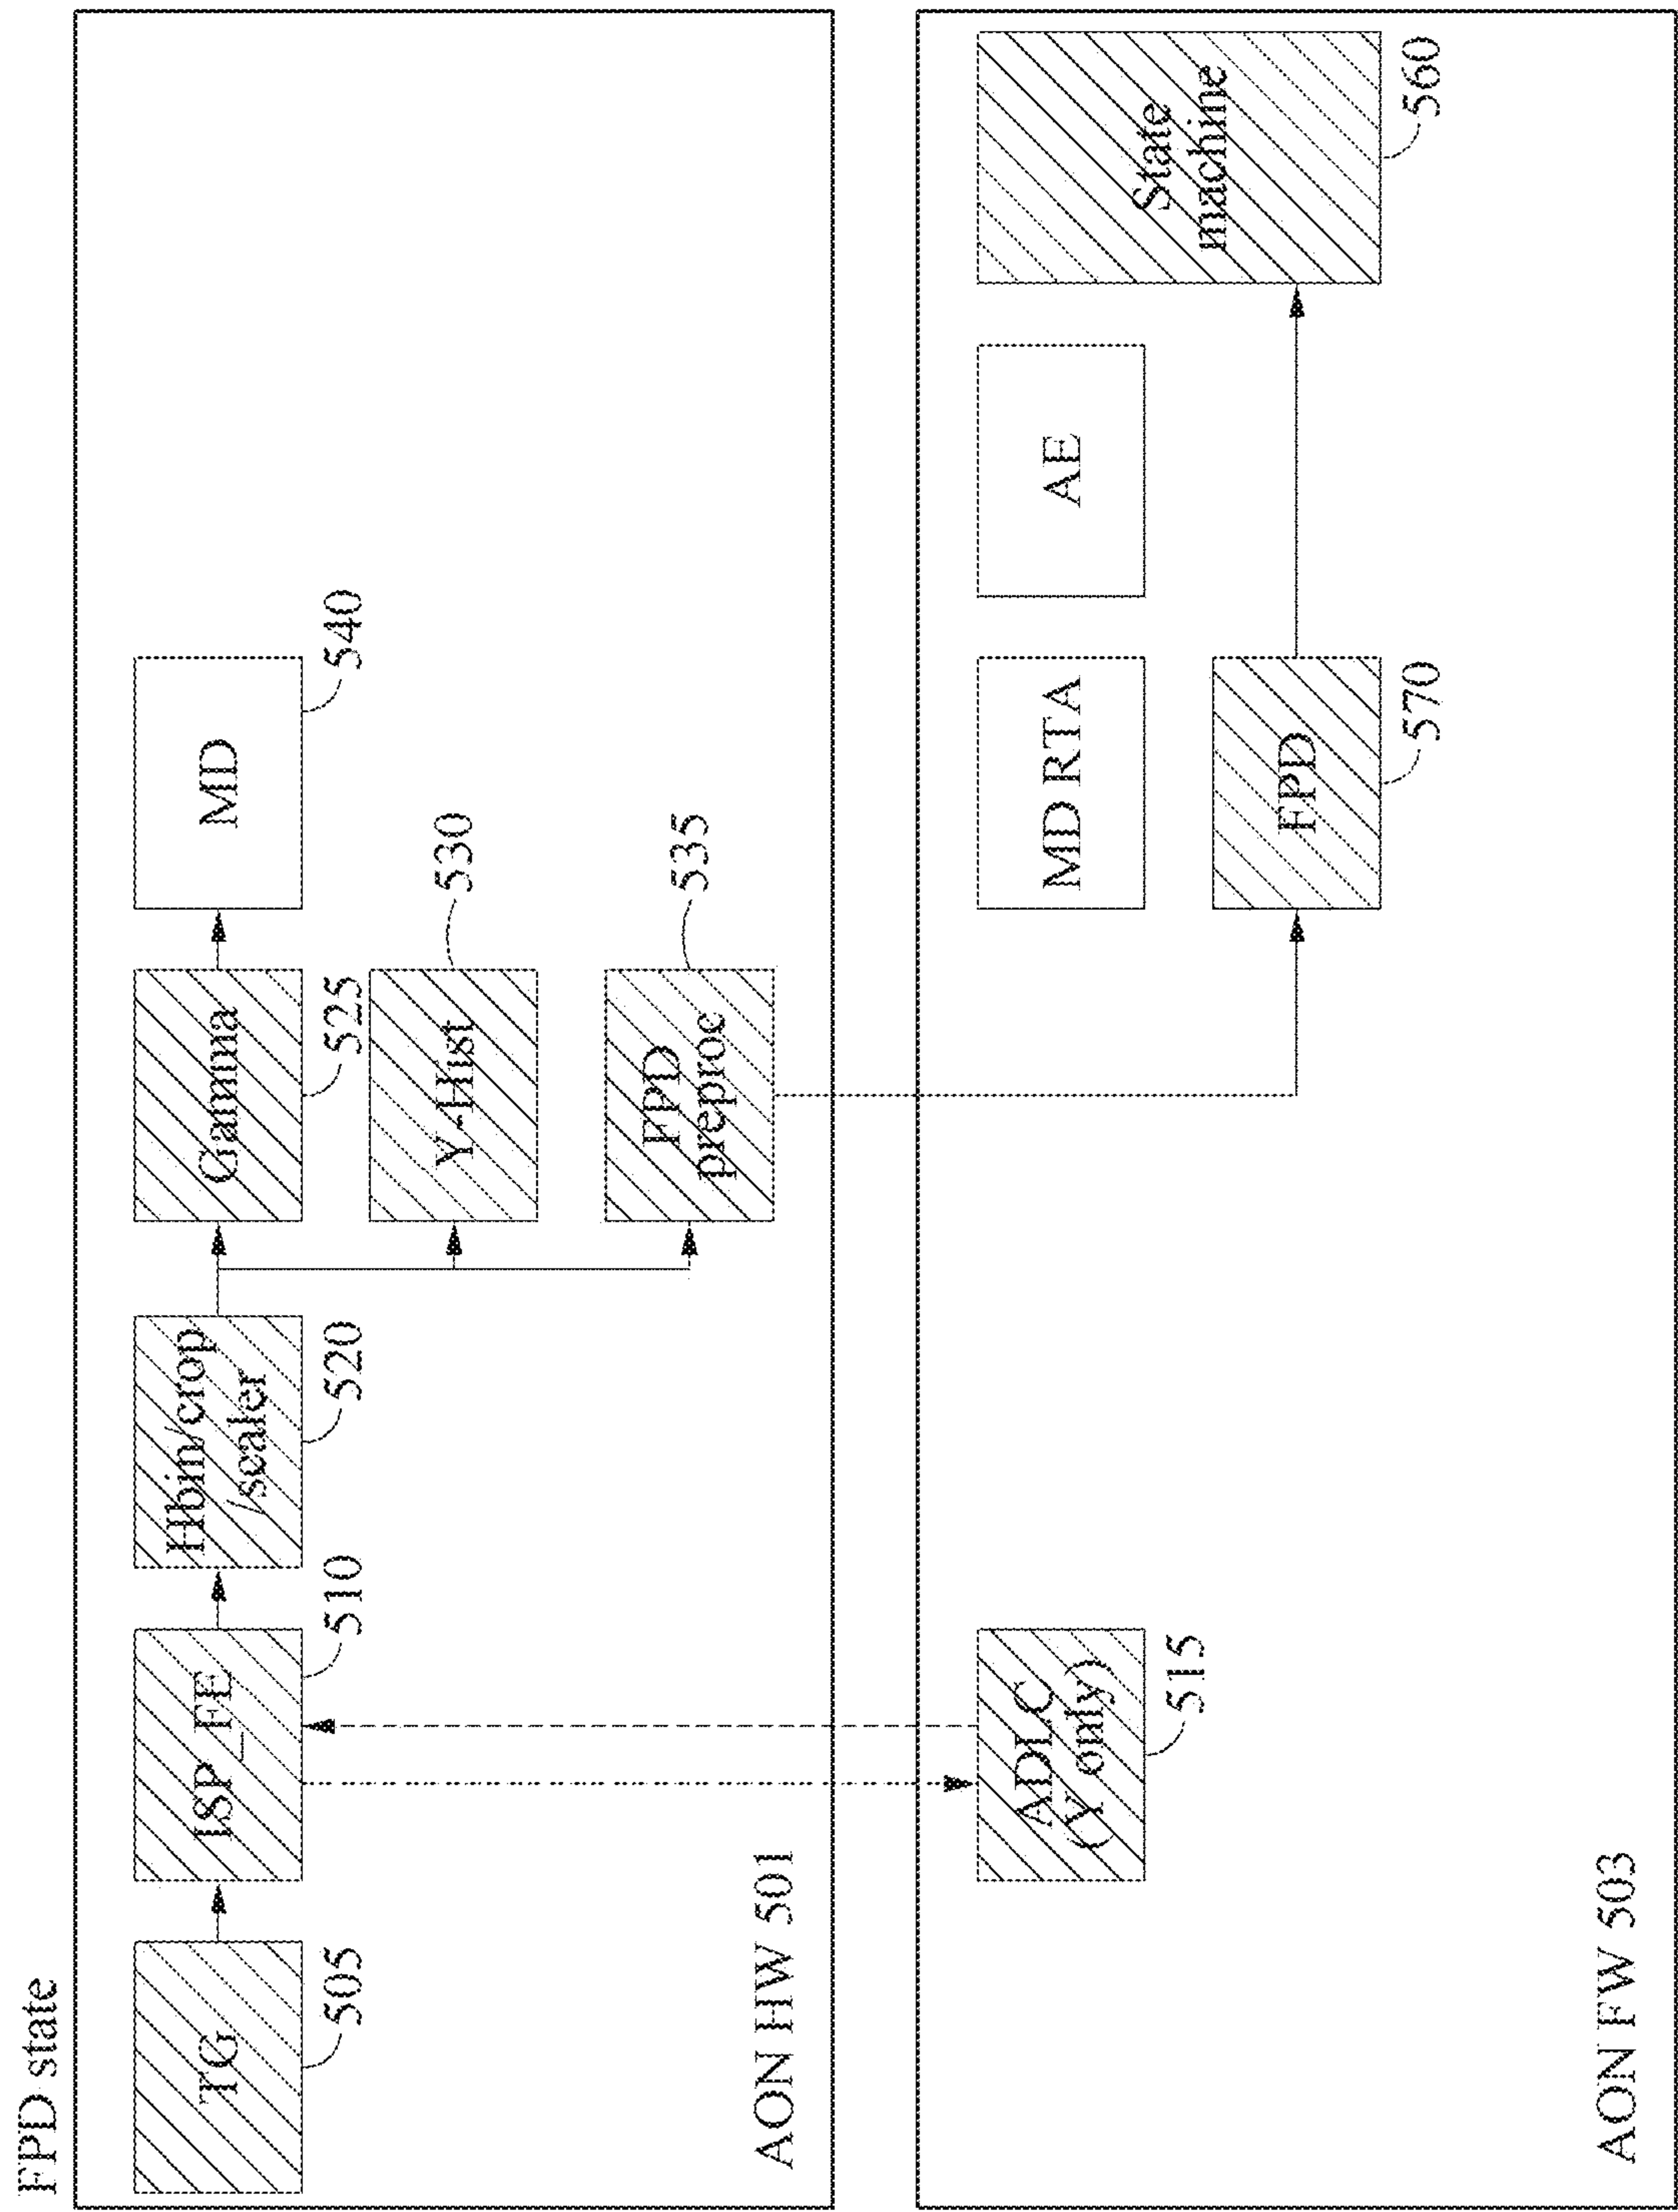 FPD state
TG
505
ISP_FE
510
Hbin/crop
/scaler
520
Gamma
525
MD
540
Y-Hist
530
FPD
preproc
535
AON HW 501
ADLC
(Y only)
515
MD RTA
AE
FPD
570
State
machine
560
AON FW 503